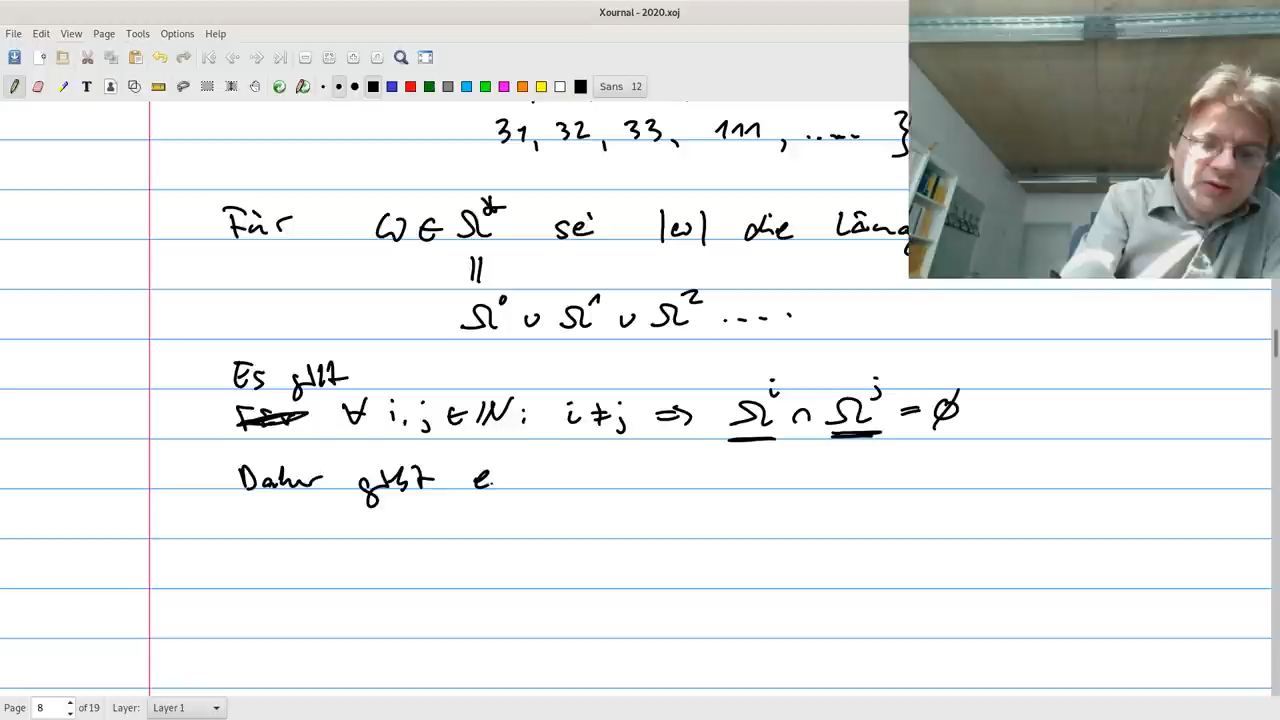 Xournal - 2020.xoj
File Edit View Page Tools Options Help
Sans 12
31, 32, 33, 111, ..... }
Für ω ∈ Ω* sei |ω| die Läng
||
Ω⁰ ∪ Ω¹ ∪ Ω² ....
Es gilt
∀ i, j ∈ ℕ: i ≠ j ⇒ Ωⁱ ∩ Ωʲ = ∅
Daher gibt e
Page 8 of 19 Layer: Layer 1